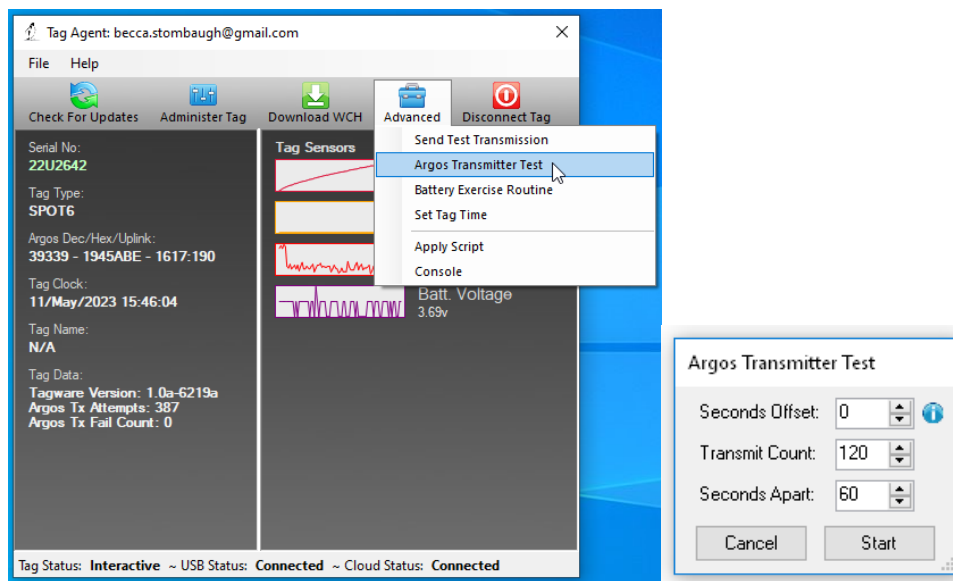 Tag Agent: becca.stombaugh@gmail.com
File Help
Check For Updates Administer Tag Download WCH Advanced Disconnect Tag
Send Test Transmission
Argos Transmitter Test
Battery Exercise Routine
Set Tag Time
Apply Script
Console
Serial No:
22U2642
Tag Type:
SPOT6
Argos Dec/Hex/Uplink:
39339 - 1945ABE - 1617:190
Tag Clock:
11/May/2023 15:46:04
Tag Name:
N/A
Tag Data:
Tagware Version: 1.0a-6219a
Argos Tx Attempts: 387
Argos Tx Fail Count: 0
Tag Sensors
Batt. Voltage
3.69v
Tag Status: Interactive ~ USB Status: Connected ~ Cloud Status: Connected
Argos Transmitter Test
Seconds Offset: 0
Transmit Count: 120
Seconds Apart: 60
Cancel Start